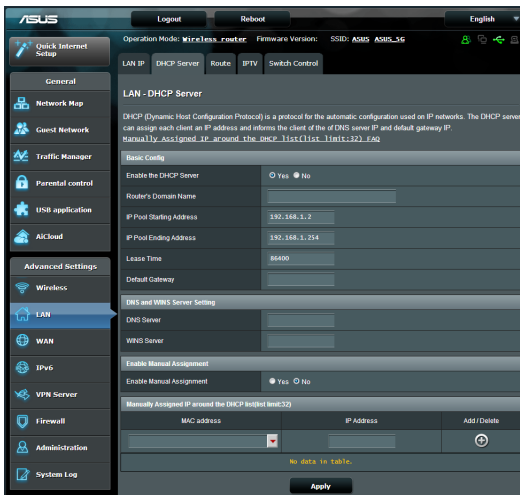 ASUS
Logout
Reboot
English
Quick Internet Setup
Operation Mode: Wireless router Firmware Version: SSID: ASUS ASUS_5G
LAN IP DHCP Server Route IPTV Switch Control
General
Network Map
Guest Network
Traffic Manager
Parental control
USB application
AiCloud
Advanced Settings
Wireless
LAN
WAN
IPv6
VPN Server
Firewall
Administration
System Log
LAN - DHCP Server
DHCP (Dynamic Host Configuration Protocol) is a protocol for the automatic configuration used on IP networks. The DHCP server
can assign each client an IP address and informs the client of the of DNS server IP and default gateway IP.
Manually Assigned IP around the DHCP list(list limit:32) FAQ
Basic Config
Enable the DHCP Server Yes No
Router's Domain Name
IP Pool Starting Address 192.168.1.2
IP Pool Ending Address 192.168.1.254
Lease Time 86400
Default Gateway
DNS and WINS Server Setting
DNS Server
WINS Server
Enable Manual Assignment
Enable Manual Assignment Yes No
Manually Assigned IP around the DHCP list(list limit:32)
MAC address IP Address Add / Delete
No data in table.
Apply